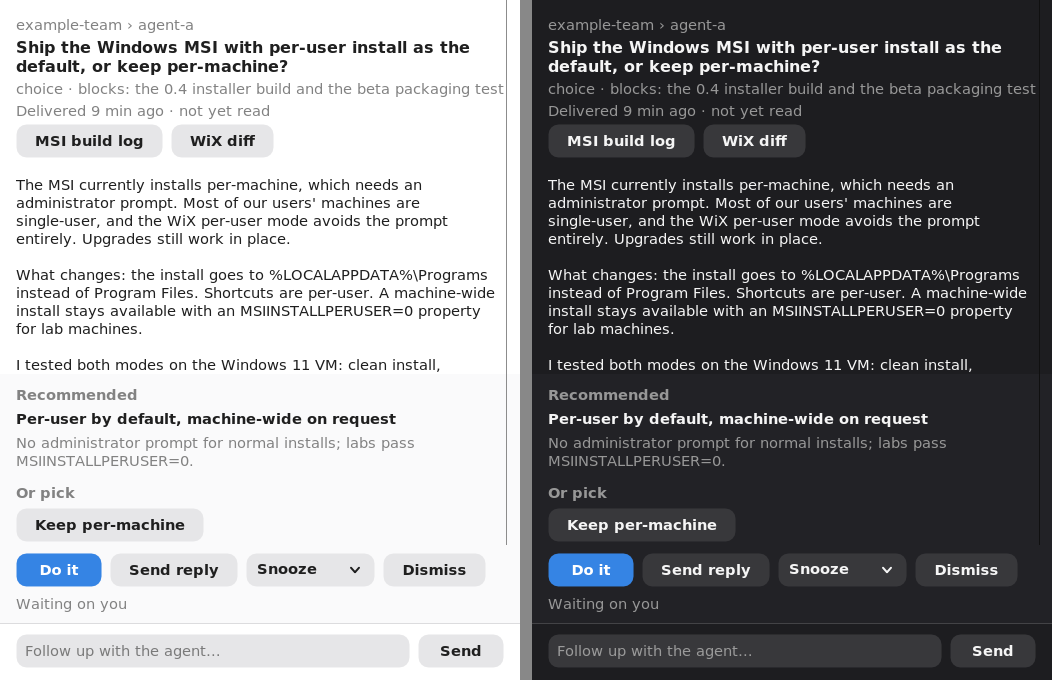 example-team › agent-a
Ship the Windows MSI with per-user install as the
default, or keep per-machine?
choice · blocks: the 0.4 installer build and the beta packaging test
Delivered 9 min ago · not yet read
MSI build log
WiX diff
The MSI currently installs per-machine, which needs an
administrator prompt. Most of our users' machines are
single-user, and the WiX per-user mode avoids the prompt
entirely. Upgrades still work in place.
What changes: the install goes to %LOCALAPPDATA%\Programs
instead of Program Files. Shortcuts are per-user. A machine-wide
install stays available with an MSIINSTALLPERUSER=0 property
for lab machines.
I tested both modes on the Windows 11 VM: clean install,
Recommended
Per-user by default, machine-wide on request
No administrator prompt for normal installs; labs pass
MSIINSTALLPERUSER=0.
Or pick
Keep per-machine
Do it
Send reply
Snooze
Dismiss
Waiting on you
Follow up with the agent...
Send
example-team › agent-a
Ship the Windows MSI with per-user install as the
default, or keep per-machine?
choice · blocks: the 0.4 installer build and the beta packaging test
Delivered 9 min ago · not yet read
MSI build log
WiX diff
The MSI currently installs per-machine, which needs an
administrator prompt. Most of our users' machines are
single-user, and the WiX per-user mode avoids the prompt
entirely. Upgrades still work in place.
What changes: the install goes to %LOCALAPPDATA%\Programs
instead of Program Files. Shortcuts are per-user. A machine-wide
install stays available with an MSIINSTALLPERUSER=0 property
for lab machines.
I tested both modes on the Windows 11 VM: clean install,
Recommended
Per-user by default, machine-wide on request
No administrator prompt for normal installs; labs pass
MSIINSTALLPERUSER=0.
Or pick
Keep per-machine
Do it
Send reply
Snooze
Dismiss
Waiting on you
Follow up with the agent...
Send